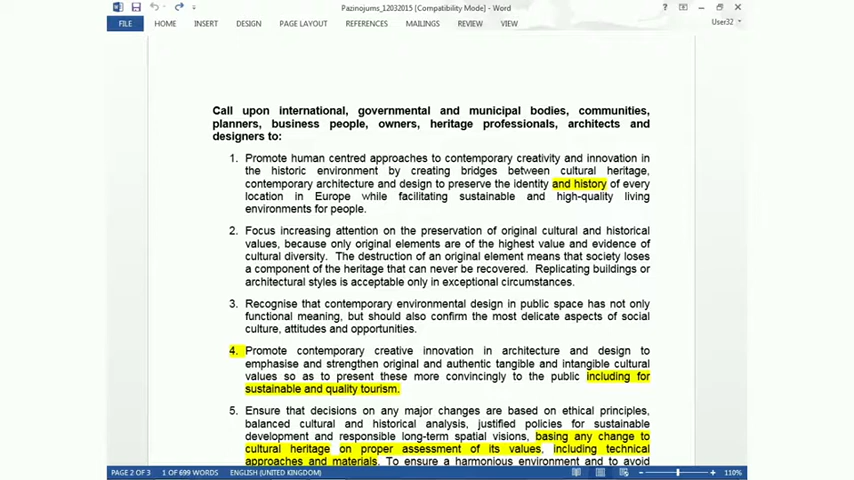 Pazinojums_12032015 [Compatibility Mode] - Word
?
FILE HOME INSERT DESIGN PAGE LAYOUT REFERENCES MAILINGS REVIEW VIEW User32
Call upon international, governmental and municipal bodies, communities,
planners, business people, owners, heritage professionals, architects and
designers to:
1. Promote human centred approaches to contemporary creativity and innovation in
the historic environment by creating bridges between cultural heritage,
contemporary architecture and design to preserve the identity and history of every
location in Europe while facilitating sustainable and high-quality living
environments for people.
2. Focus increasing attention on the preservation of original cultural and historical
values, because only original elements are of the highest value and evidence of
cultural diversity. The destruction of an original element means that society loses
a component of the heritage that can never be recovered. Replicating buildings or
architectural styles is acceptable only in exceptional circumstances.
3. Recognise that contemporary environmental design in public space has not only
functional meaning, but should also confirm the most delicate aspects of social
culture, attitudes and opportunities.
4. Promote contemporary creative innovation in architecture and design to
emphasise and strengthen original and authentic tangible and intangible cultural
values so as to present these more convincingly to the public including for
sustainable and quality tourism.
5. Ensure that decisions on any major changes are based on ethical principles,
balanced cultural and historical analysis, justified policies for sustainable
development and responsible long-term spatial visions, basing any change to
cultural heritage on proper assessment of its values, including technical
approaches and materials. To ensure a harmonious environment and to avoid
PAGE 2 OF 3 1 OF 699 WORDS ENGLISH (UNITED KINGDOM) 110%